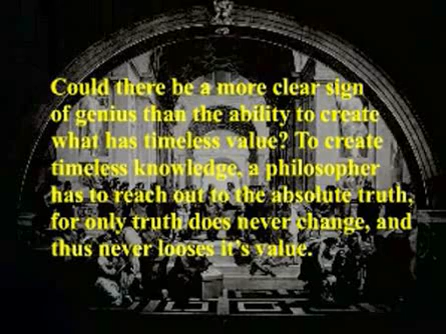 Could there be a more clear sign
of genius than the ability to create
what has timeless value? To create
timeless knowledge, a philosopher
has to reach out to the absolute truth,
for only truth does never change, and
thus never looses it's value.